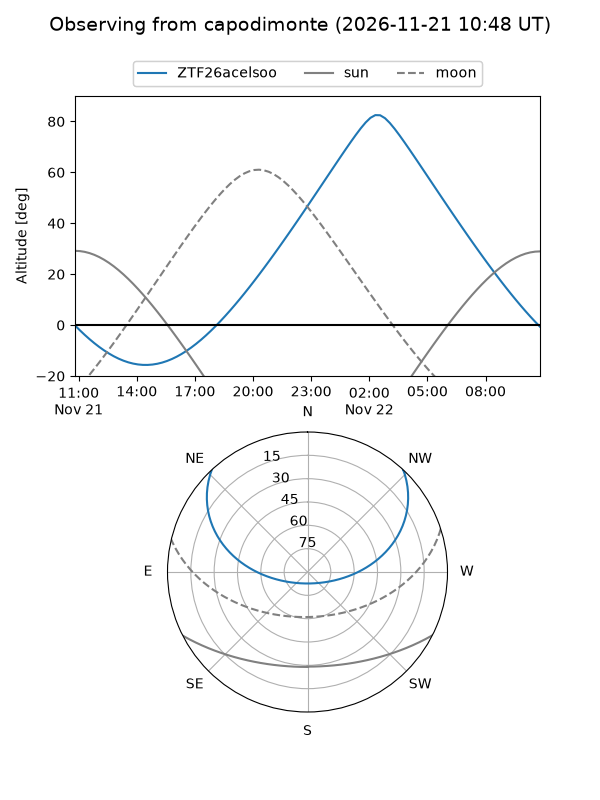 Observing from capodimonte (2026-11-21 10:48 UT)
ZTF26acelsoo sun moon
Altitude [deg]
80
60
40
20
0
−20
11:00 14:00 17:00 20:00 23:00 02:00 05:00 08:00
Nov 21 Nov 22
N
NE NW
15
30
45
60
75
E W
SE SW
S